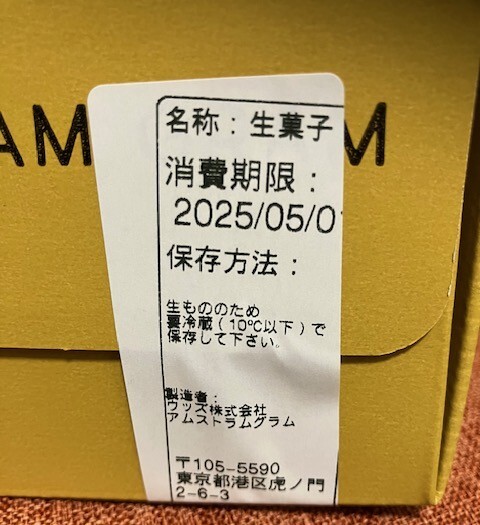 AM M
名称：生菓子
消費期限：
2025/05/0
保存方法：
生もののため
要冷蔵（10℃以下）で
保存して下さい。
製造者：
ウッズ株式会社
アムストラムグラム
〒105-5590
東京都港区虎ノ門
2-6-3